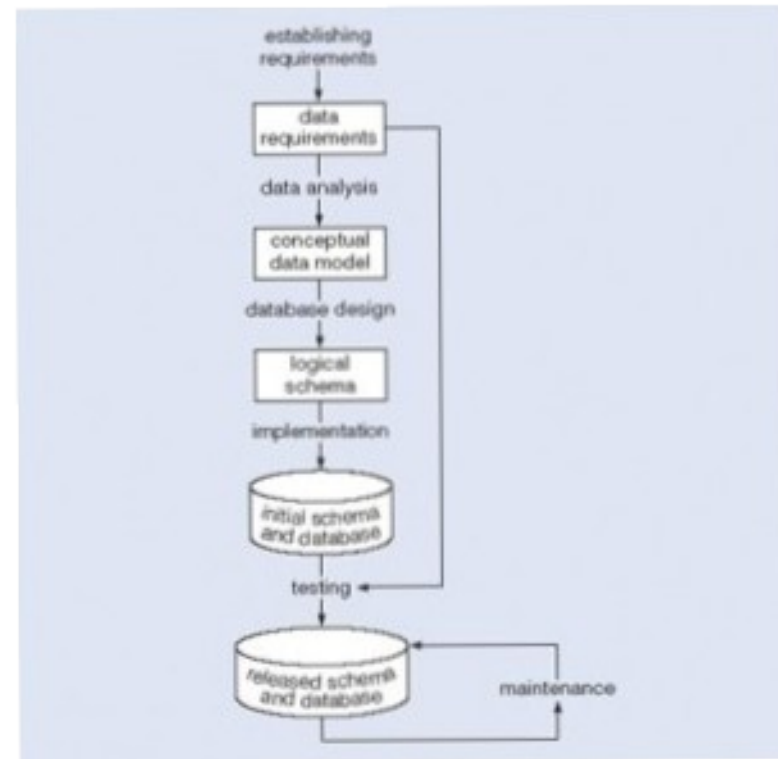 establishing
requirements
data
requirements
data analysis
conceptual
data model
database design
logical
schema
implementation
initial schema
and database
testing
released schema
and database
maintenance